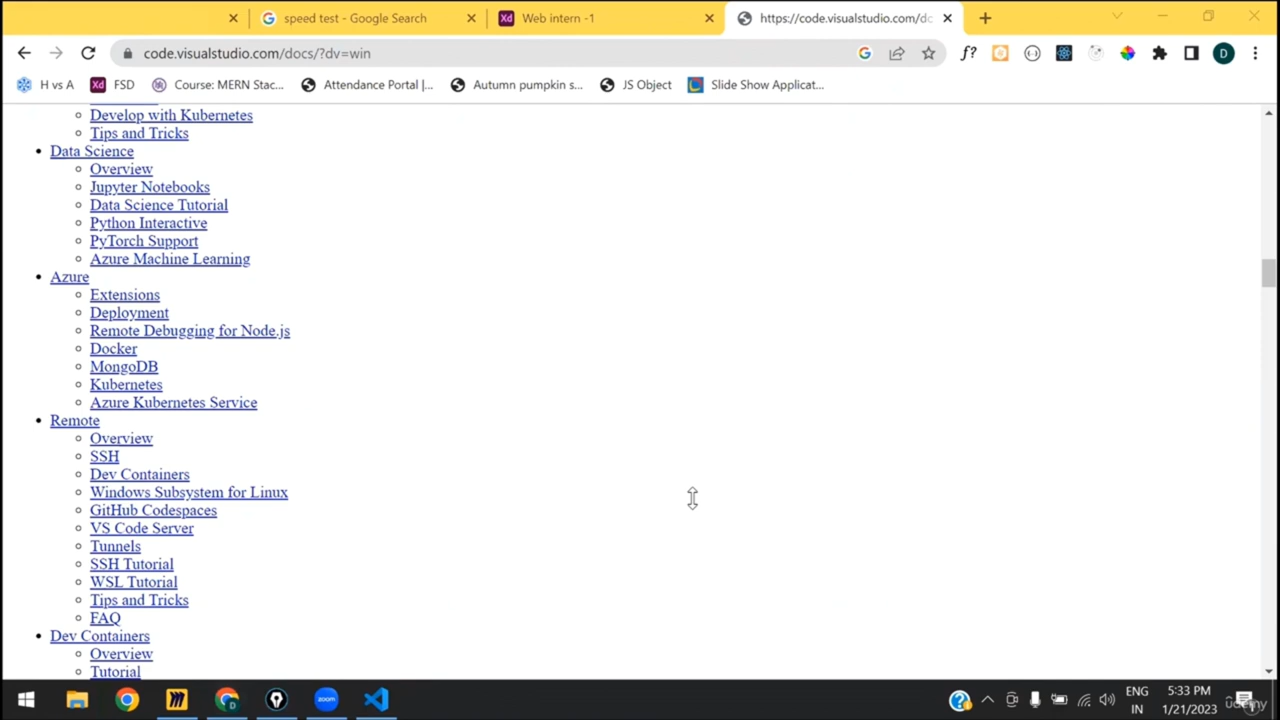 speed test - Google Search
Web intern -1
https://code.visualstudio.com/dc
code.visualstudio.com/docs/?dv=win
H vs A
FSD
Course: MERN Stac...
Attendance Portal |...
Autumn pumpkin s...
JS Object
Slide Show Applicat...
Develop with Kubernetes
Tips and Tricks
Data Science
Overview
Jupyter Notebooks
Data Science Tutorial
Python Interactive
PyTorch Support
Azure Machine Learning
Azure
Extensions
Deployment
Remote Debugging for Node.js
Docker
MongoDB
Kubernetes
Azure Kubernetes Service
Remote
Overview
SSH
Dev Containers
Windows Subsystem for Linux
GitHub Codespaces
VS Code Server
Tunnels
SSH Tutorial
WSL Tutorial
Tips and Tricks
FAQ
Dev Containers
Overview
Tutorial
zoom
ENG
IN
5:33 PM
1/21/2023
udemy